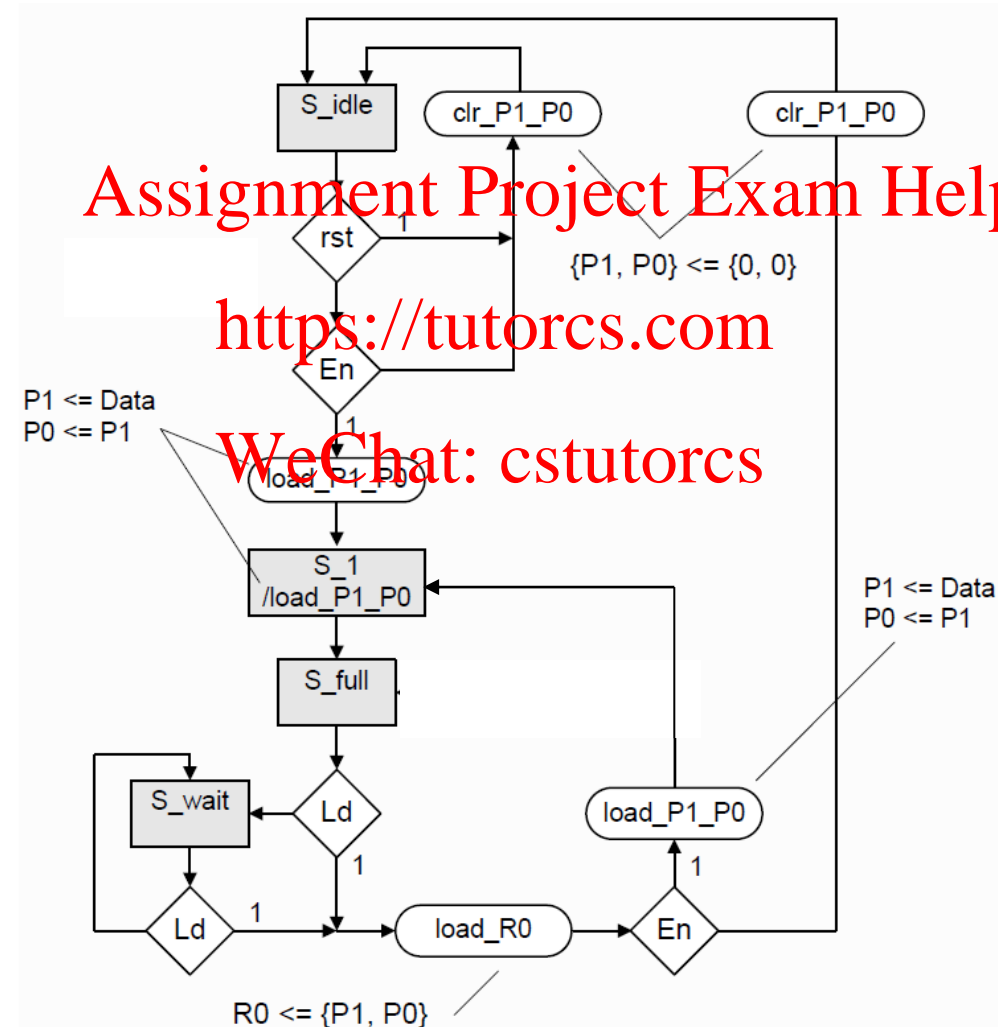 S_idle
clr_P1_P0
clr_P1_P0
Assignment Project Exam Help
rst
1
{P1, P0} <= {0, 0}
https://tutorcs.com
En
P1 <= Data
P0 <= P1
1
WeChat: cstutorcs
load_P1_P0
S_1
/load_P1_P0
P1 <= Data
P0 <= P1
S_full
S_wait
Ld
load_P1_P0
1
1
Ld
1
load_R0
En
R0 <= {P1, P0}